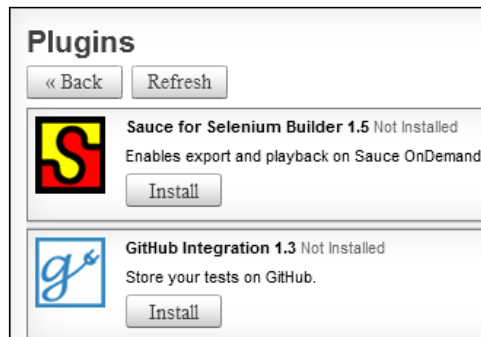 Plugins
« Back Refresh
Sauce for Selenium Builder 1.5 Not Installed
Enables export and playback on Sauce OnDemand
Install
GitHub Integration 1.3 Not Installed
Store your tests on GitHub.
Install